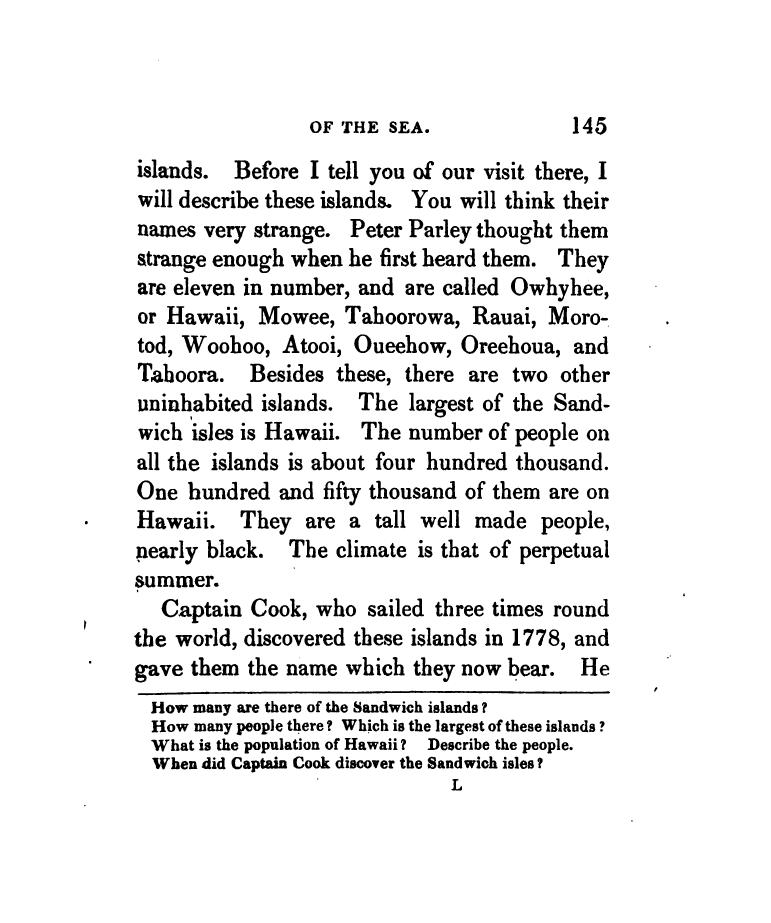 OF THE SEA. 145
islands. Before I tell you of our visit there, I
will describe these islands. You will think their
names very strange. Peter Parley thought them
strange enough when he first heard them. They
are eleven in number, and are called Owhyhee,
or Hawaii, Mowee, Tahoorowa, Rauai, Moro-
tod, Woohoo, Atooi, Oueehow, Oreehoua, and
Tahoora. Besides these, there are two other
uninhabited islands. The largest of the Sand-
wich isles is Hawaii. The number of people on
all the islands is about four hundred thousand.
One hundred and fifty thousand of them are on
Hawaii. They are a tall well made people,
nearly black. The climate is that of perpetual
summer.
Captain Cook, who sailed three times round
the world, discovered these islands in 1778, and
gave them the name which they now bear. He
How many are there of the Sandwich islands?
How many people there? Which is the largest of these islands?
What is the population of Hawaii? Describe the people.
When did Captain Cook discover the Sandwich isles?
L